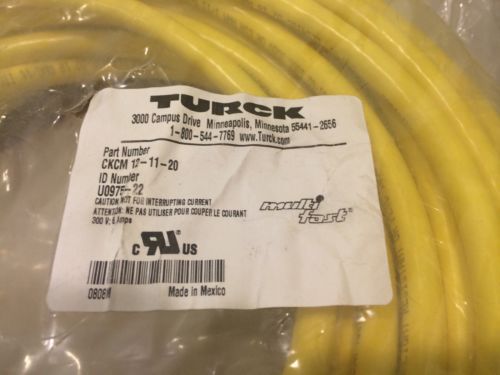 TURCK
3000 Campus Drive Minneapolis, Minnesota 55441-2656
1-800-544-7769 www.Turck.com
Part Number
CKCM 12-11-20
ID Number
U0975-22
CAUTION: NOT FOR INTERRUPTING CURRENT
ATTENTION: NE PAS UTILISER POUR COUPER LE COURANT
300 V: 6 Amps
multi fast
c RU US
0808M
Made in Mexico